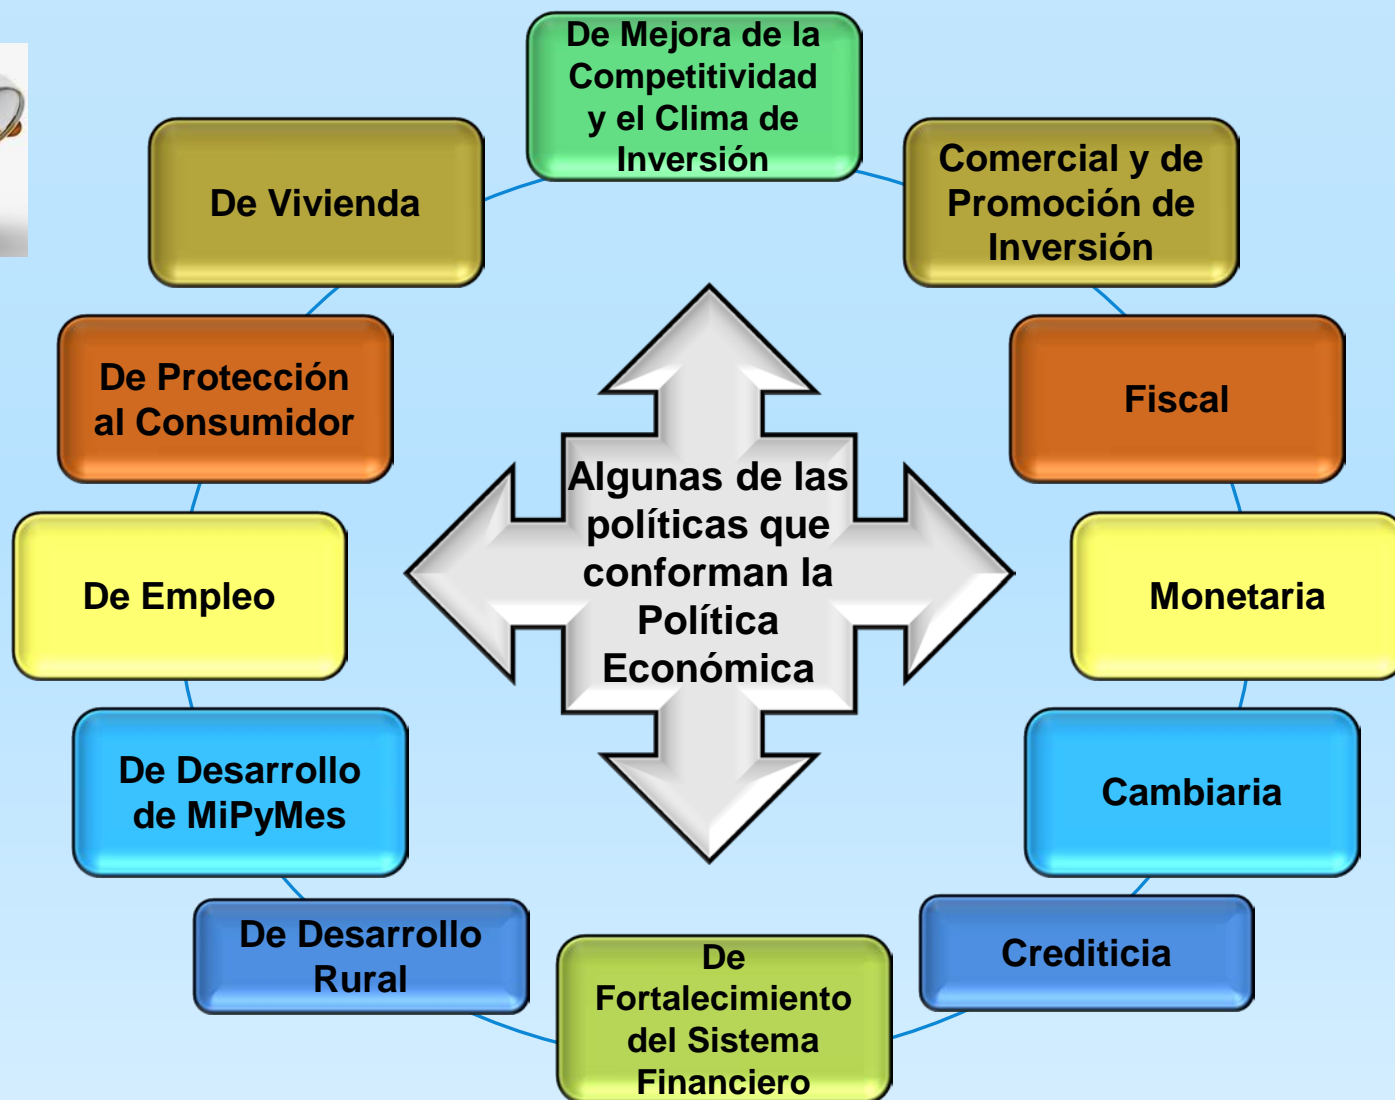 De Mejora de la
Competitividad
y el Clima de
Inversión
Comercial y de
Promoción de
Inversión
Fiscal
Monetaria
Cambiaria
Crediticia
De
Fortalecimiento
del Sistema
Financiero
De Desarrollo
Rural
De Desarrollo
de MiPyMes
De Empleo
De Protección
al Consumidor
De Vivienda
Algunas de las
políticas que
conforman la
Política
Económica